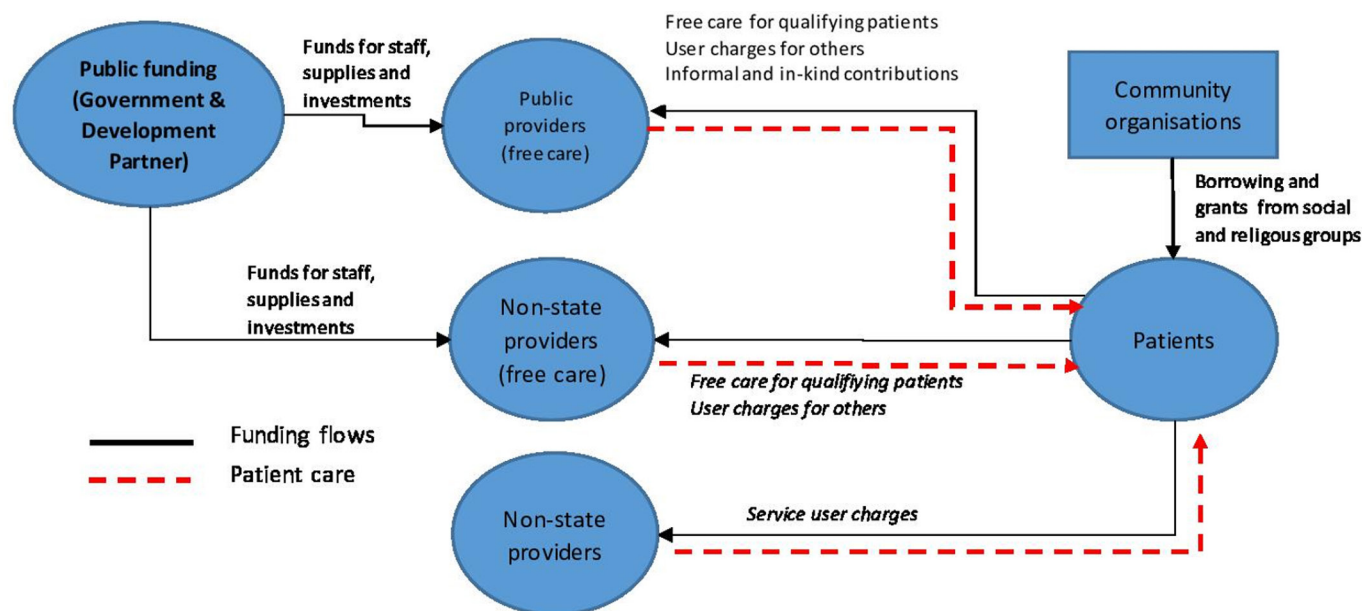 Public funding
(Government &
Development
Partner)
Funds for staff,
supplies and
investments
Public
providers
(free care)
Free care for qualifying patients
User charges for others
Informal and in-kind contributions
Community
organisations
Borrowing and
grants from social
and religous groups
Funds for staff,
supplies and
investments
Non-state
providers
(free care)
Patients
Free care for qualifiying patients
User charges for others
Funding flows
Patient care
Non-state
providers
Service user charges